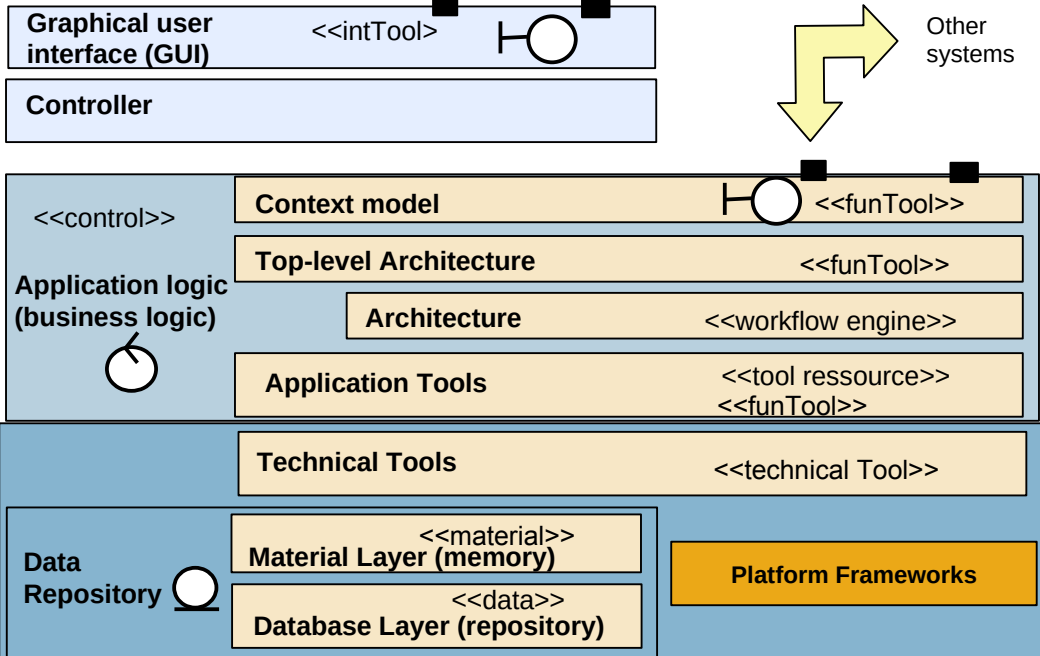 Graphical user
interface (GUI)
<<intTool>
Other
systems
Controller
<<control>>
Context model
<<funTool>>
Top-level Architecture
<<funTool>>
Application logic
(business logic)
Architecture
<<workflow engine>>
Application Tools
<<tool ressource>>
<<funTool>>
Technical Tools
<<technical Tool>>
Data
Repository
<<material>>
Material Layer (memory)
<<data>>
Database Layer (repository)
Platform Frameworks